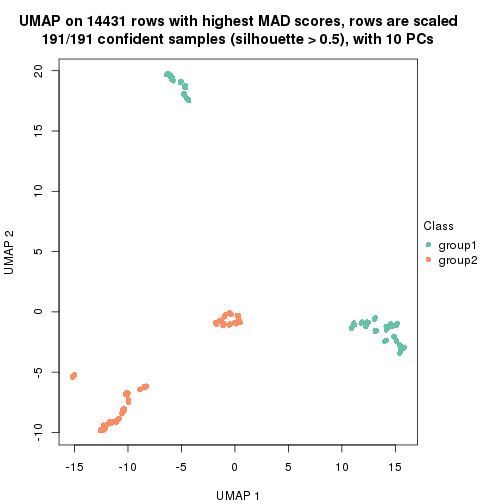 UMAP on 14431 rows with highest MAD scores, rows are scaled
191/191 confident samples (silhouette > 0.5), with 10 PCs
20
15
10
5
0
-5
-10
UMAP 2
-15
-10
-5
0
5
10
15
UMAP 1
Class
group1
group2